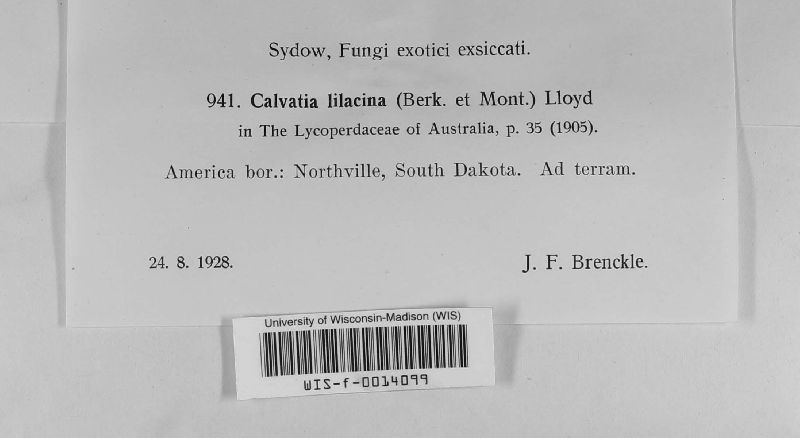 Sydow, Fungi exotici exsiccati.
941. Calvatia lilacina (Berk. et Mont.) Lloyd
in The Lycoperdaceae of Australia, p. 35 (1905).
America bor.: Northville, South Dakota. Ad terram.
24. 8. 1928. J. F. Brenckle.
University of Wisconsin-Madison (WIS)
WIS-f-0014099